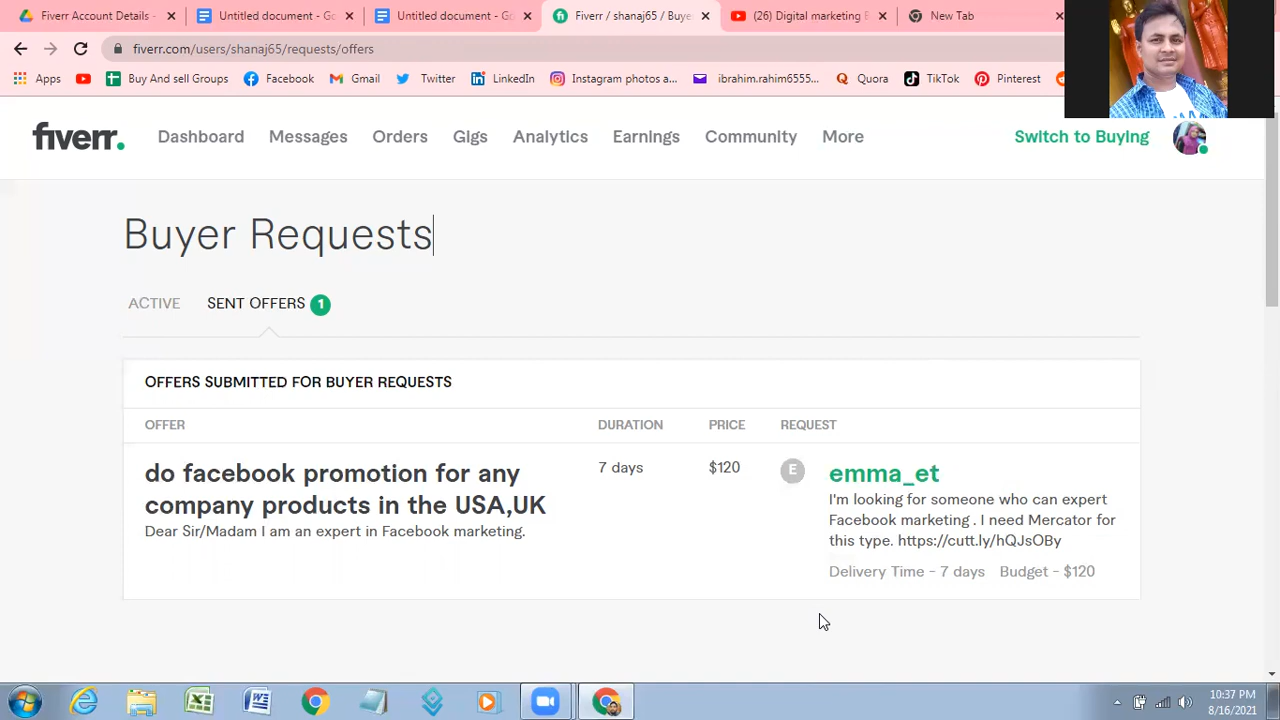 Fiverr Account Details -
Untitled document - Go
Untitled document - Go
Fiverr / shanaj65 / Buye
(26) Digital marketing E
New Tab
fiverr.com/users/shanaj65/requests/offers
Apps
Buy And sell Groups
Facebook
Gmail
Twitter
LinkedIn
Instagram photos a...
ibrahim.rahim6555...
Quora
TikTok
Pinterest
fiverr.
Dashboard
Messages
Orders
Gigs
Analytics
Earnings
Community
More
Switch to Buying
Buyer Requests
ACTIVE
SENT OFFERS 1
OFFERS SUBMITTED FOR BUYER REQUESTS
OFFER
DURATION
PRICE
REQUEST
do facebook promotion for any
company products in the USA,UK
Dear Sir/Madam I am an expert in Facebook marketing.
7 days
$120
E
emma_et
I'm looking for someone who can expert
Facebook marketing . I need Mercator for
this type. https://cutt.ly/hQJsOBy
Delivery Time - 7 days
Budget - $120
10:37 PM
8/16/2021